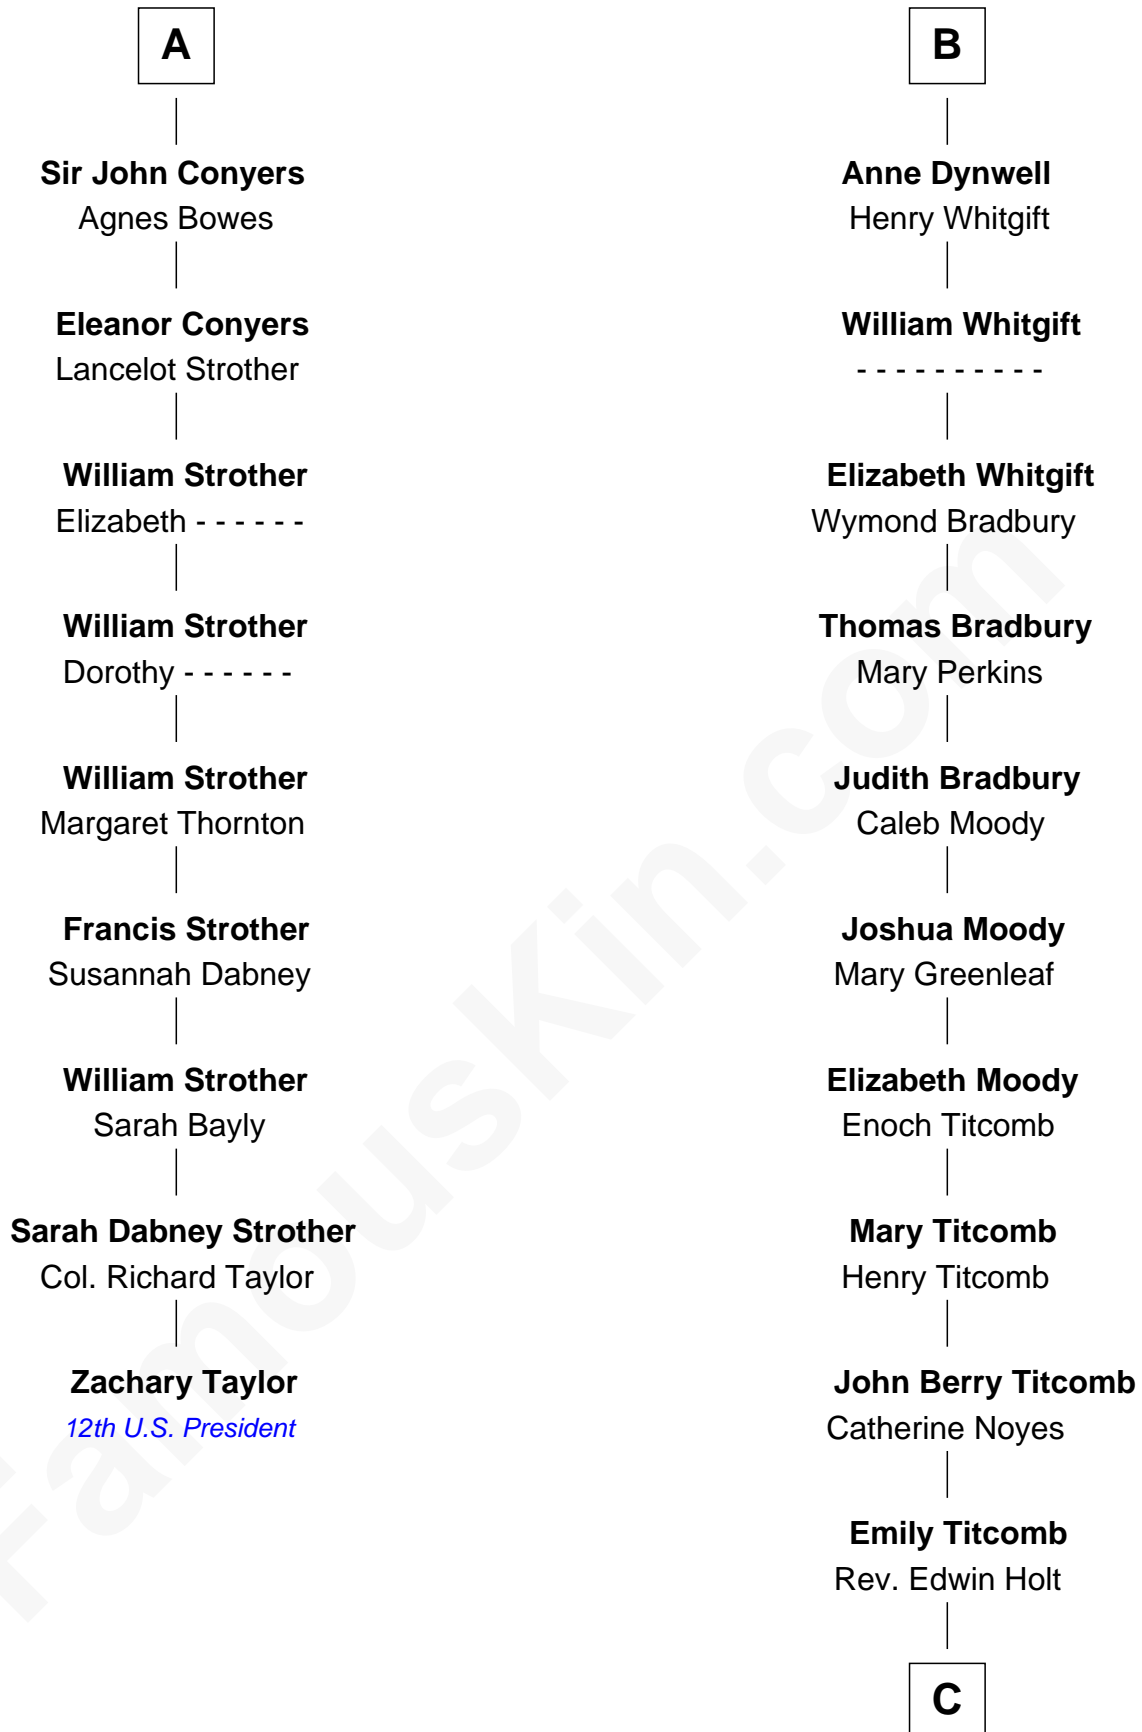 A
Sir John Conyers
Agnes Bowes
Eleanor Conyers
Lancelot Strother
William Strother
Elizabeth - - - - - -
William Strother
Dorothy - - - - - -
William Strother
Margaret Thornton
Francis Strother
Susannah Dabney
William Strother
Sarah Bayly
Sarah Dabney Strother
Col. Richard Taylor
Zachary Taylor
12th U.S. President
B
Anne Dynwell
Henry Whitgift
William Whitgift
- - - - - - - - - -
Elizabeth Whitgift
Wymond Bradbury
Thomas Bradbury
Mary Perkins
Judith Bradbury
Caleb Moody
Joshua Moody
Mary Greenleaf
Elizabeth Moody
Enoch Titcomb
Mary Titcomb
Henry Titcomb
John Berry Titcomb
Catherine Noyes
Emily Titcomb
Rev. Edwin Holt
C
FamousKin.com